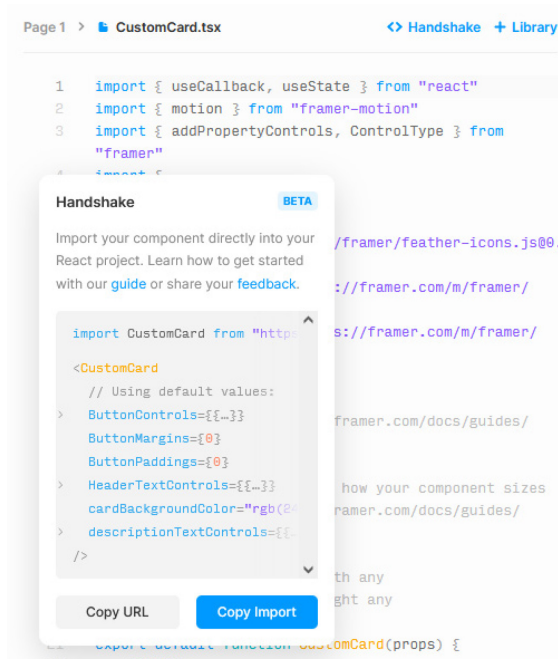 Page 1 > CustomCard.tsx <> Handshake + Library
1 import { useCallback, useState } from "react"
2 import { motion } from "framer-motion"
3 import { addPropertyControls, ControlType } from
"framer"
4 import {
Handshake BETA
Import your component directly into your
React project. Learn how to get started
with our guide or share your feedback.
import CustomCard from "http
<CustomCard
// Using default values:
> ButtonControls={{…}}
ButtonMargins={0}
ButtonPaddings={0}
> HeaderTextControls={{…}}
cardBackgroundColor="rgb(2
> descriptionTextControls={{…
/>
Copy URL Copy Import
/framer/feather-icons.js@0.
://framer.com/m/framer/
s://framer.com/m/framer/
framer.com/docs/guides/
how your component sizes
ramer.com/docs/guides/
th any
ght any
21 export default function CustomCard(props) {